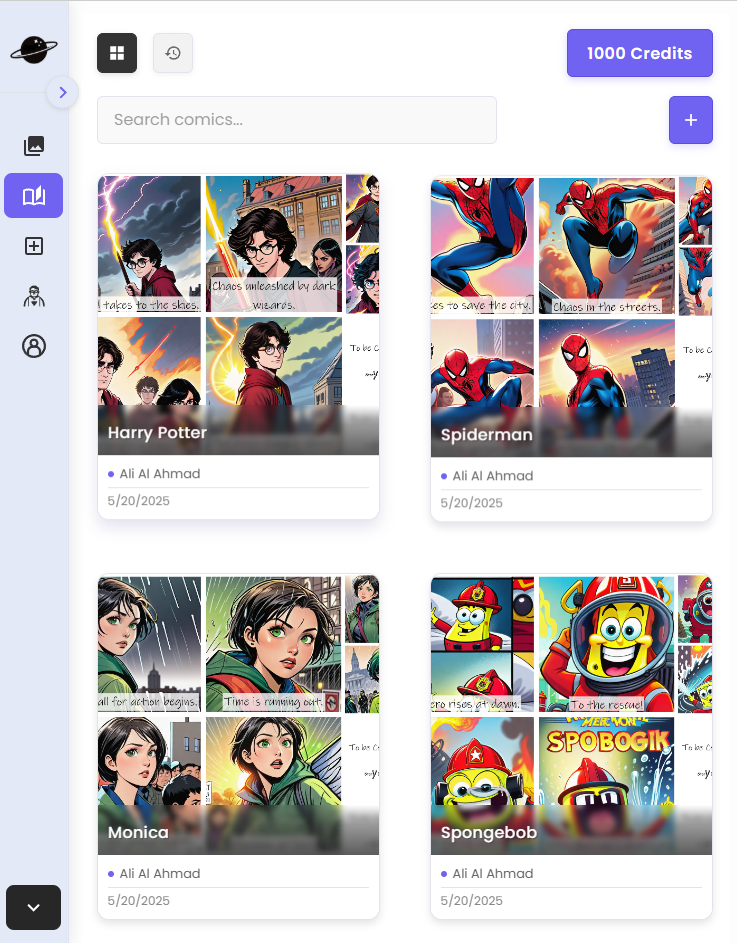 1000 Credits
Search comics...
takes to the skies.
Chaos unleashed by dark
wizards.
To be C
Harry Potter
Ali Al Ahmad
5/20/2025
es to save the city.
Chaos in the streets.
To be C
Spiderman
Ali Al Ahmad
5/20/2025
all for action begins.
Time is running out.
To be C
Monica
Ali Al Ahmad
5/20/2025
ero rises at dawn.
To the rescue!
SPOBOGIK
To be C
Spongebob
Ali Al Ahmad
5/20/2025